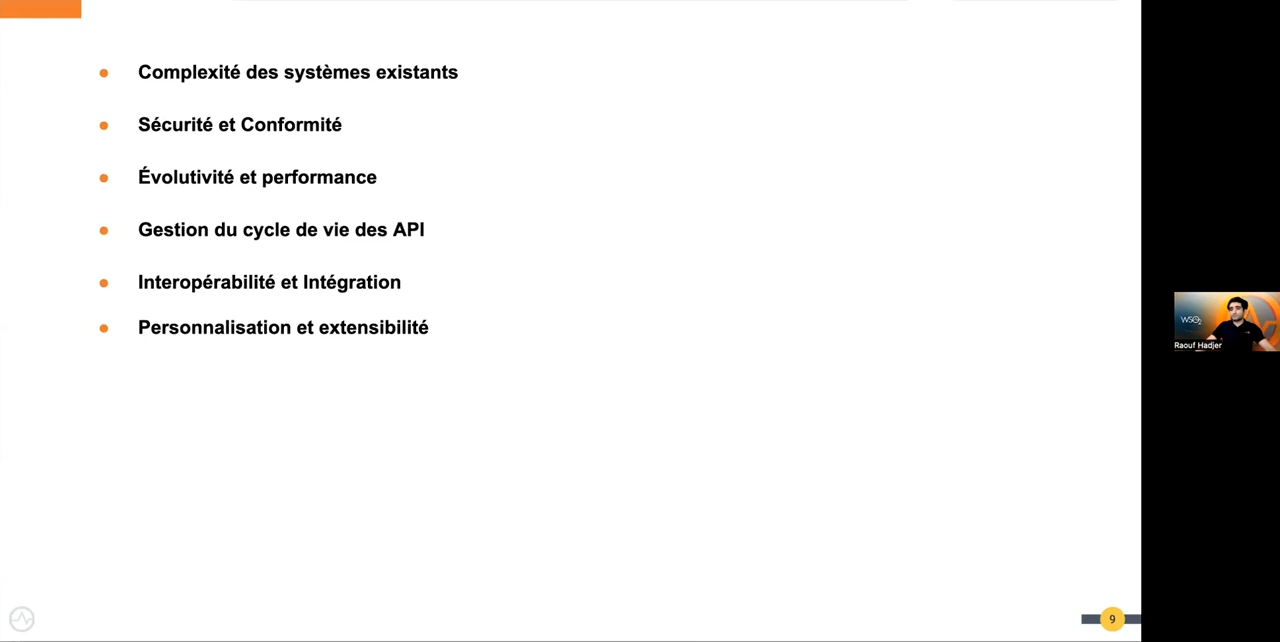 Complexité des systèmes existants
Sécurité et Conformité
Évolutivité et performance
Gestion du cycle de vie des API
Interopérabilité et Intégration
Personnalisation et extensibilité
WSO2
Raouf Hadjer
9